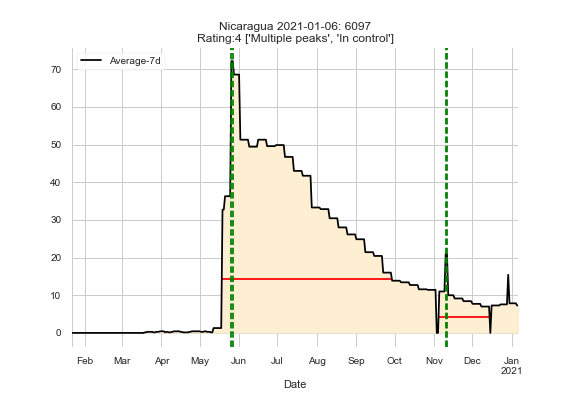 Nicaragua 2021-01-06: 6097
Rating:4 ['Multiple peaks', 'In control']
Average-7d
70
60
50
40
30
20
10
0
Feb Mar Apr May Jun Jul Aug Sep Oct Nov Dec Jan
2021
Date